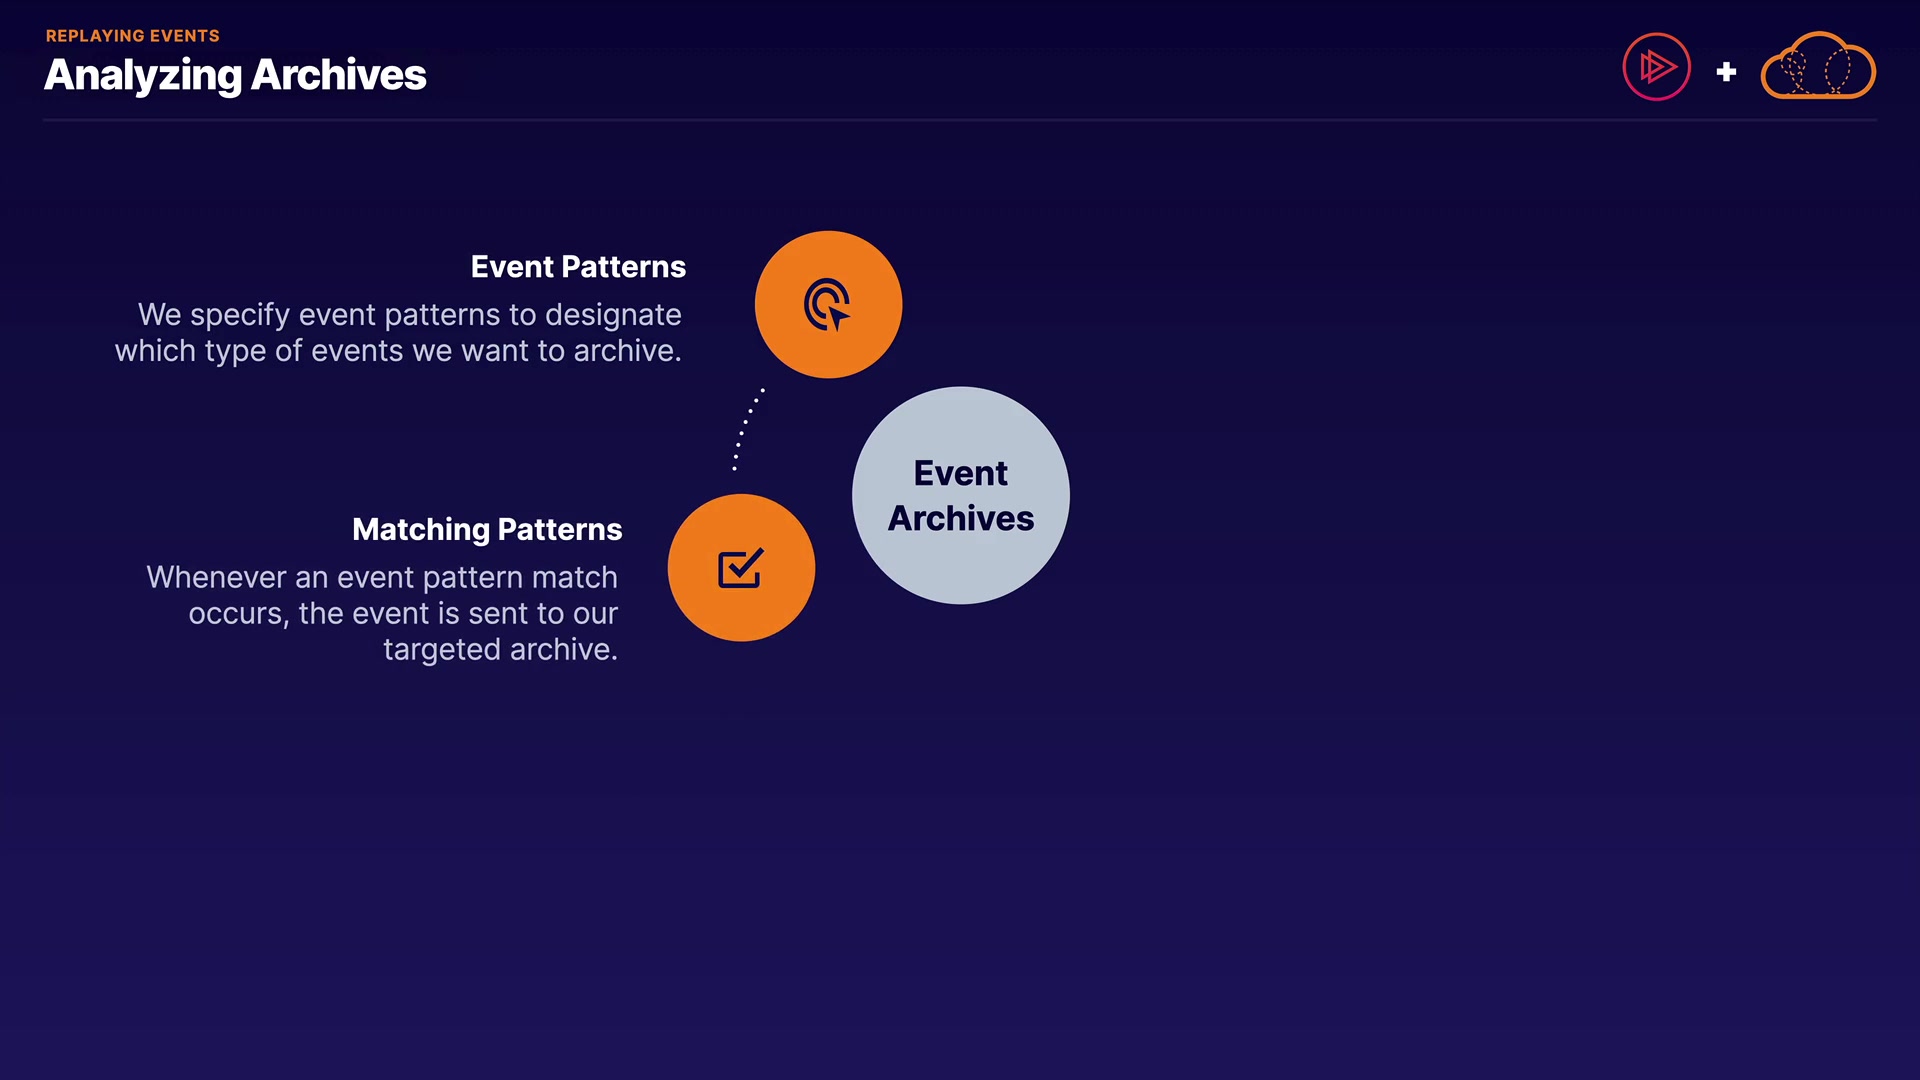 REPLAYING EVENTS
Analyzing Archives
Event Patterns
We specify event patterns to designate
which type of events we want to archive.
Event
Archives
Matching Patterns
Whenever an event pattern match
occurs, the event is sent to our
targeted archive.